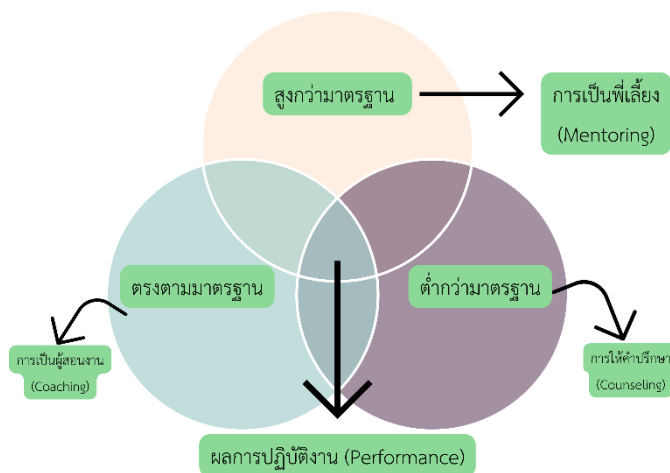 สูงกว่ามาตรฐาน
การเป็นพี่เลี้ยง
(Mentoring)
ตรงตามมาตรฐาน
ต่ำกว่ามาตรฐาน
การเป็นผู้สอนงาน
(Coaching)
การให้คำปรึกษา
(Counseling)
ผลการปฏิบัติงาน (Performance)